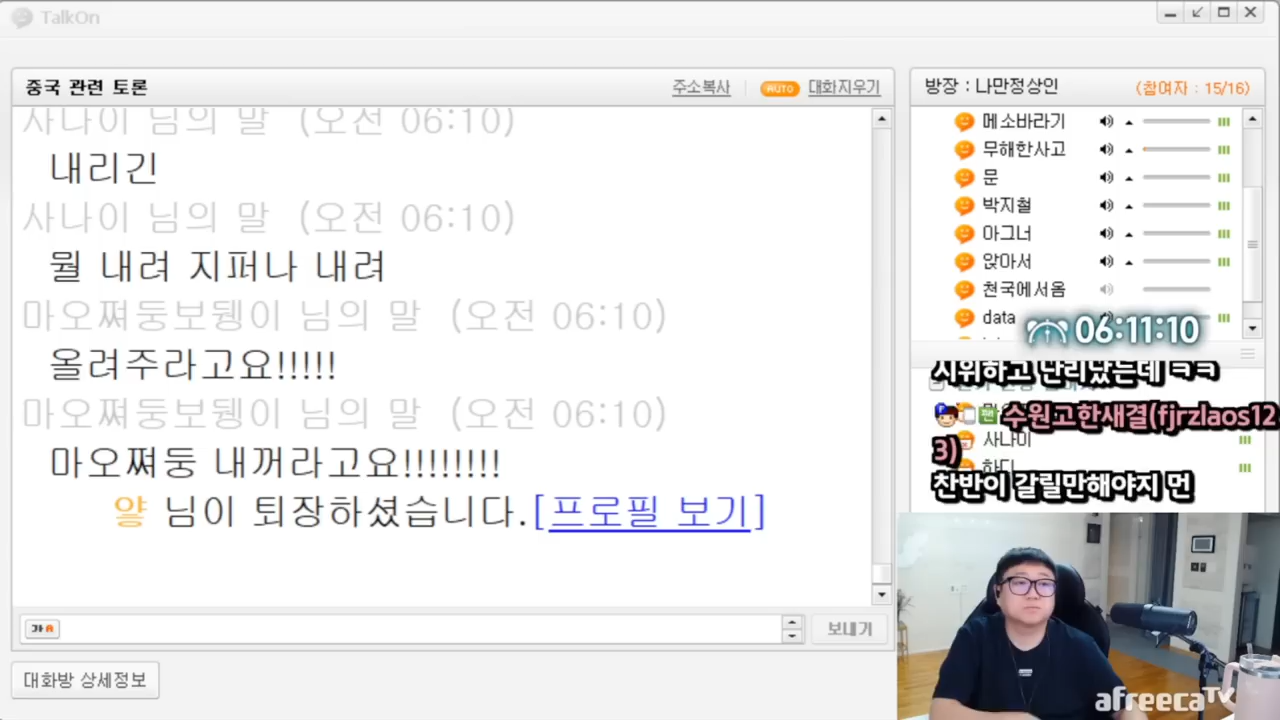 TalkOn
중국 관련 토론
주소복사
AUTO
대화지우기
사나이 님의 말 (오전 06:10)
내리긴
사나이 님의 말 (오전 06:10)
뭘 내려 지퍼나 내려
마오쩌둥보뒝이 님의 말 (오전 06:10)
올려주라고요!!!!!
마오쩌둥보뒝이 님의 말 (오전 06:10)
마오쩌둥 내꺼라고요!!!!!!!!
얗 님이 퇴장하셨습니다.[프로필 보기]
가
보내기
대화방 상세정보
방장 : 나만정상인
(참여자 : 15/16)
메소바라기
무해한사고
문
박지철
아그너
앉아서
천국에서옴
data
06:11:10
시위하고 난리났는데 ㅋㅋ
팬 수원고한새결(fjrzlaos12
3)
사나이
하디
찬반이 갈릴만해야지 먼
afreecaTV